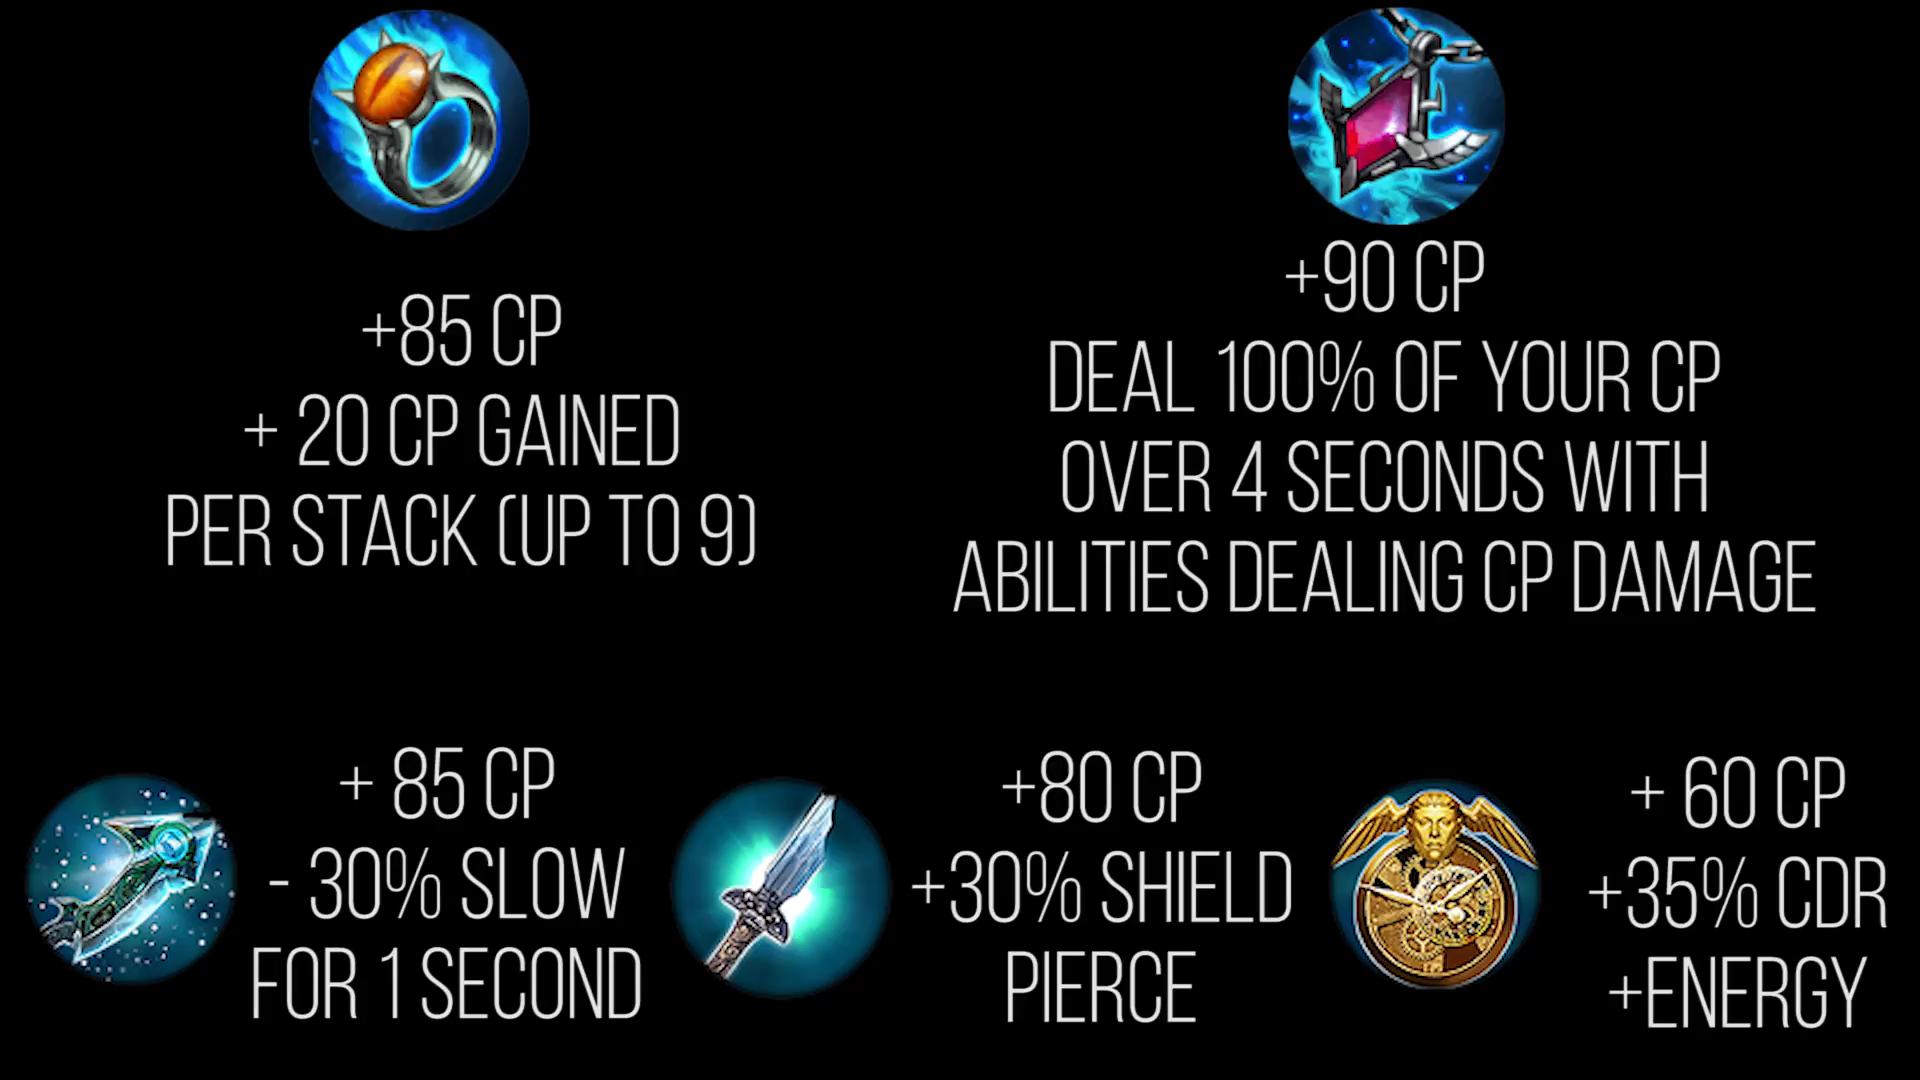 +85 CP
+ 20 CP GAINED
PER STACK (UP TO 9)
+90 CP
DEAL 100% OF YOUR CP
OVER 4 SECONDS WITH
ABILITIES DEALING CP DAMAGE
+ 85 CP
- 30% SLOW
FOR 1 SECOND
+80 CP
+30% SHIELD
PIERCE
+ 60 CP
+35% CDR
+ENERGY